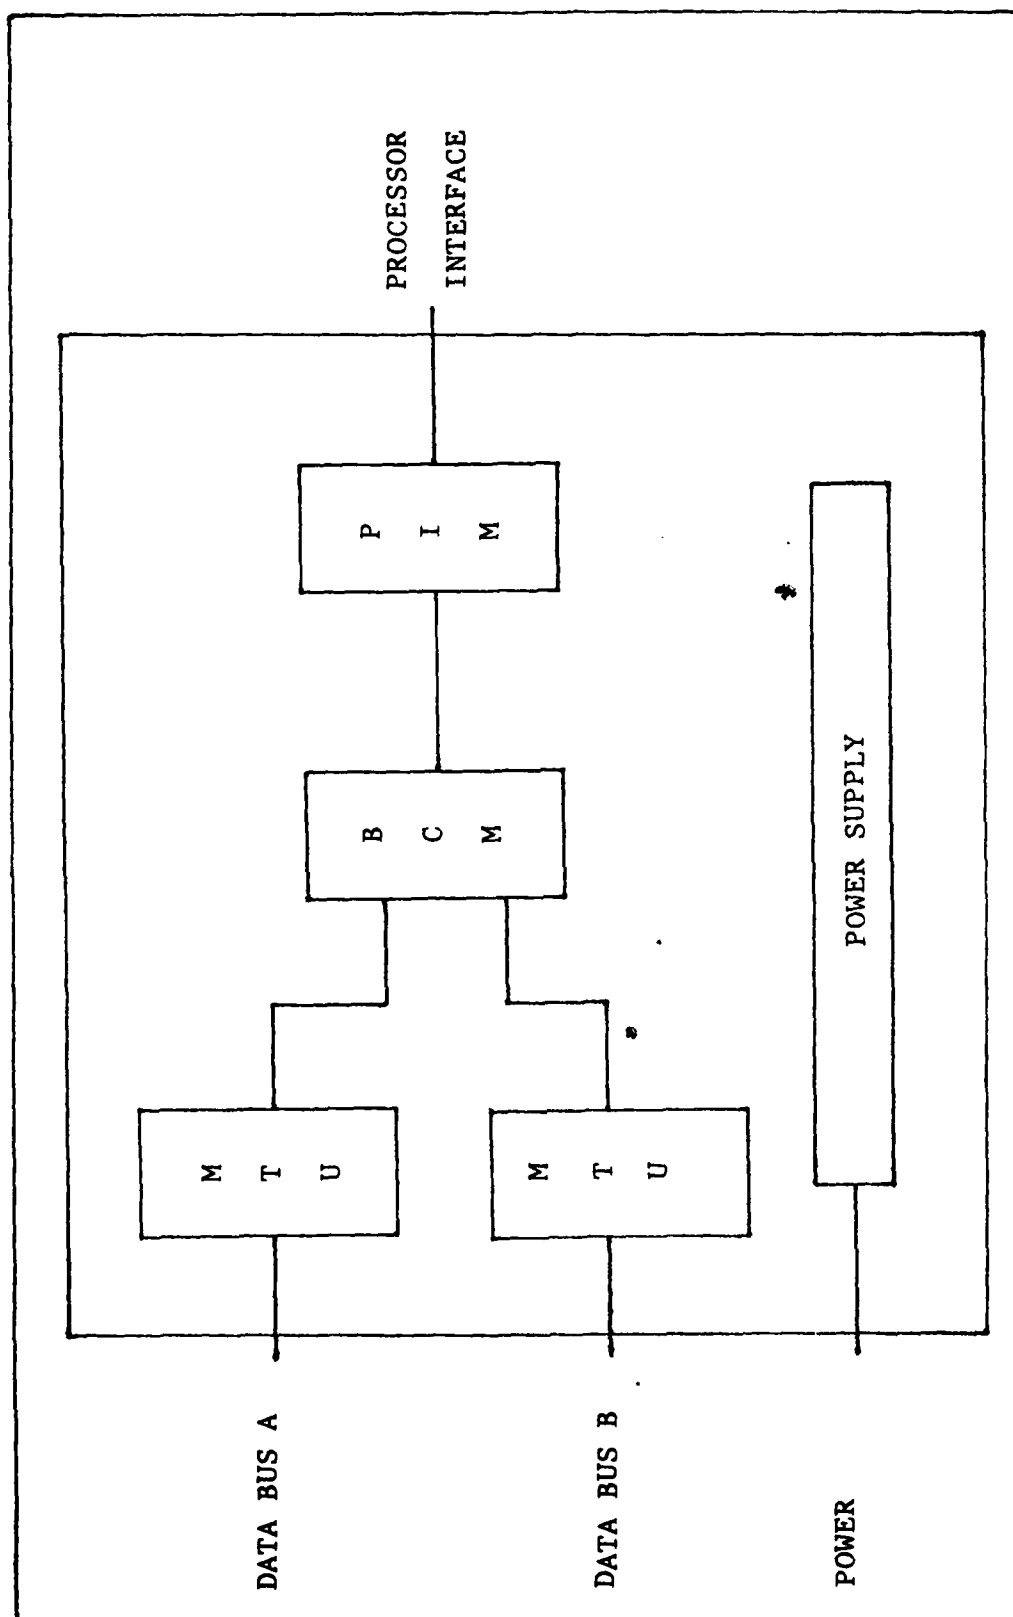 DATA BUS A
M T U
DATA BUS B
M T U
B C M
P I M
PROCESSOR
INTERFACE
POWER
POWER SUPPLY